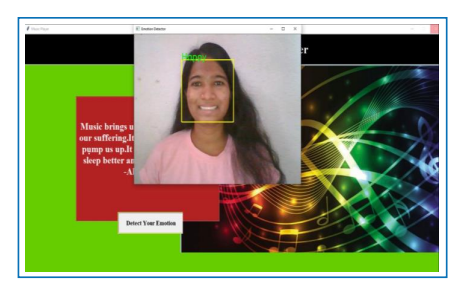 Emotion Detector
Happy
er
Music brings u
our suffering.It
pump us up.It
sleep better an
-Al
Detect Your Emotion